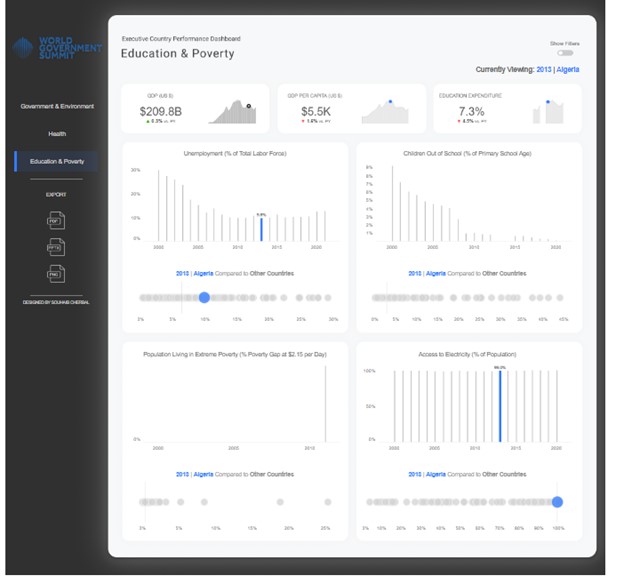 WORLD
GOVERNMENT
SUMMIT
Government & Environment
Health
Education & Poverty
EXPORT
PDF
PPTX
PNG
DESIGNED BY SOUHAIB CHERBAL
Executive Country Performance Dashboard
Education & Poverty
Show Filters
Currently Viewing: 2013 | Algeria
GDP (US $)
$209.8B
▲ 0.3% vs. PY
GDP PER CAPITA (US $)
$5.5K
▼ 1.6% vs. PY
EDUCATION EXPENDITURE
7.3%
Unemployment (% of Total Labor Force)
30%
20%
10%
0%
9.8%
2000 2005 2010 2015 2020
2013 | Algeria Compared to Other Countries
0% 5% 10% 15% 20% 25% 30%
Children Out of School (% of Primary School Age)
9%
8%
7%
6%
5%
4%
3%
2%
1%
2000 2005 2010 2015 2020
2013 | Algeria Compared to Other Countries
0% 5% 10% 15% 20% 25% 30% 35% 40% 45%
Population Living in Extreme Poverty (% Poverty Gap at $2.15 per Day)
0%
2000 2005 2010
2013 | Algeria Compared to Other Countries
0% 5% 10% 15% 20% 25%
Access to Electricity (% of Population)
100%
50%
0%
2000 2005 2010 2015 2020
2013 | Algeria Compared to Other Countries
0% 10% 20% 30% 40% 50% 60% 70% 80% 90% 100%